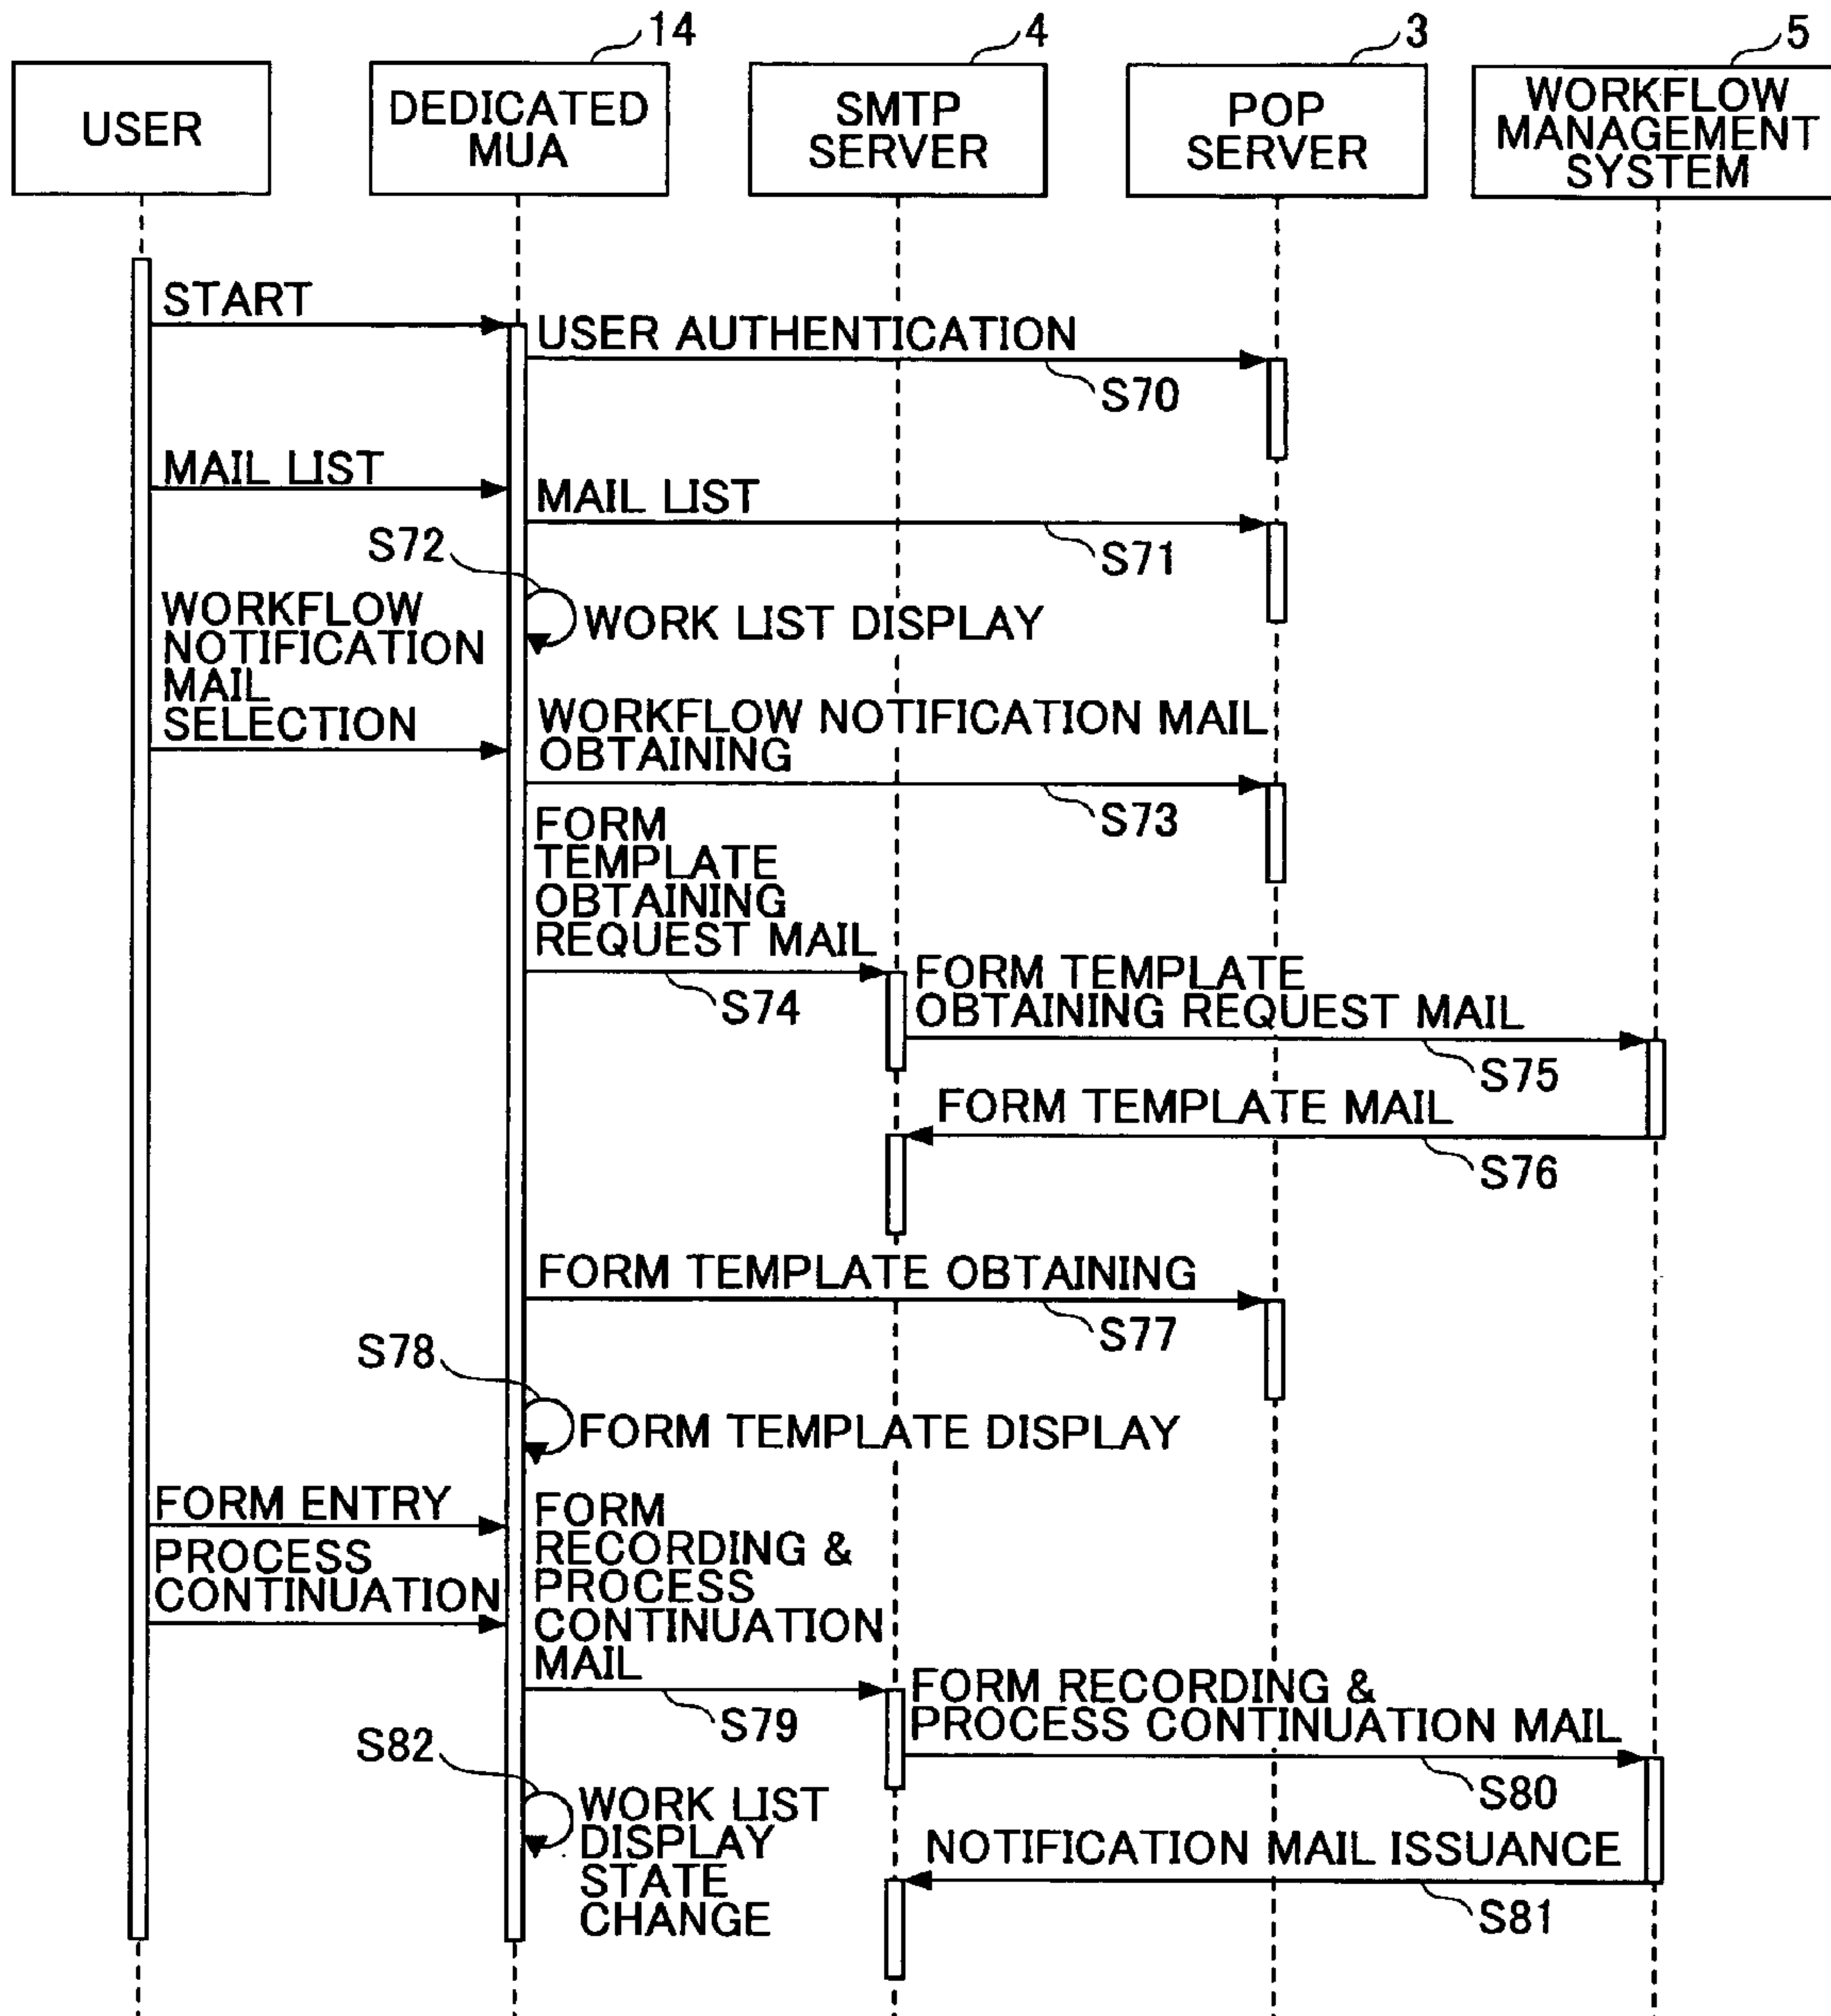 14
4
3
5
USER
DEDICATED
MUA
SMTP
SERVER
POP
SERVER
WORKFLOW
MANAGEMENT
SYSTEM
START
USER AUTHENTICATION
S70
MAIL LIST
MAIL LIST
S71
S72
WORK LIST DISPLAY
WORKFLOW
NOTIFICATION
MAIL
SELECTION
WORKFLOW NOTIFICATION MAIL
OBTAINING
S73
FORM
TEMPLATE
OBTAINING
REQUEST MAIL
S74
FORM TEMPLATE
OBTAINING REQUEST MAIL
S75
FORM TEMPLATE MAIL
S76
FORM TEMPLATE OBTAINING
S77
S78
FORM TEMPLATE DISPLAY
FORM ENTRY
PROCESS
CONTINUATION
FORM
RECORDING &
PROCESS
CONTINUATION
MAIL
S79
FORM RECORDING &
PROCESS CONTINUATION MAIL
S80
S82
WORK LIST
DISPLAY
STATE
CHANGE
NOTIFICATION MAIL ISSUANCE
S81